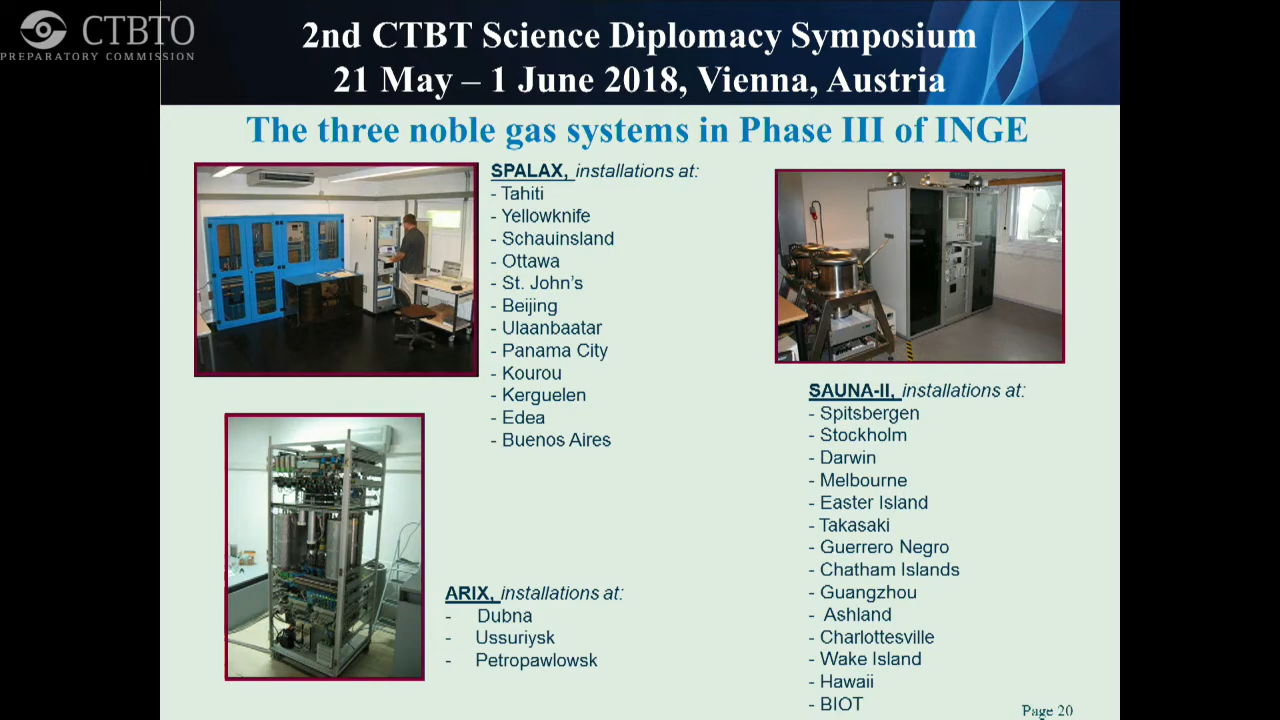 CTBTO
PREPARATORY COMMISSION
2nd CTBT Science Diplomacy Symposium
21 May – 1 June 2018, Vienna, Austria
The three noble gas systems in Phase III of INGE
SPALAX, installations at:
- Tahiti
- Yellowknife
- Schauinsland
- Ottawa
- St. John's
- Beijing
- Ulaanbaatar
- Panama City
- Kourou
- Kerguelen
- Edea
- Buenos Aires
ARIX, installations at:
- Dubna
- Ussuriysk
- Petropawlowsk
SAUNA-II, installations at:
- Spitsbergen
- Stockholm
- Darwin
- Melbourne
- Easter Island
- Takasaki
- Guerrero Negro
- Chatham Islands
- Guangzhou
- Ashland
- Charlottesville
- Wake Island
- Hawaii
- BIOT
Page 20